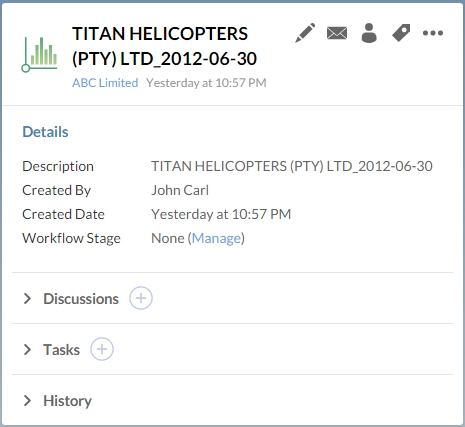 TITAN HELICOPTERS
(PTY) LTD_2012-06-30
ABC Limited Yesterday at 10:57 PM
Details
Description TITAN HELICOPTERS (PTY) LTD_2012-06-30
Created By John Carl
Created Date Yesterday at 10:57 PM
Workflow Stage None (Manage)
Discussions
Tasks
History